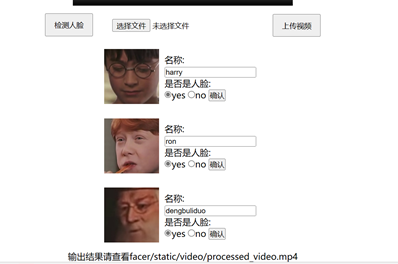 检测人脸 选择文件 未选择文件 上传视频
名称:
harry
是否是人脸:
yes no 确认
名称:
ron
是否是人脸:
yes no 确认
名称:
dengbuliduo
是否是人脸:
yes no 确认
输出结果请查看facer/static/video/processed_video.mp4